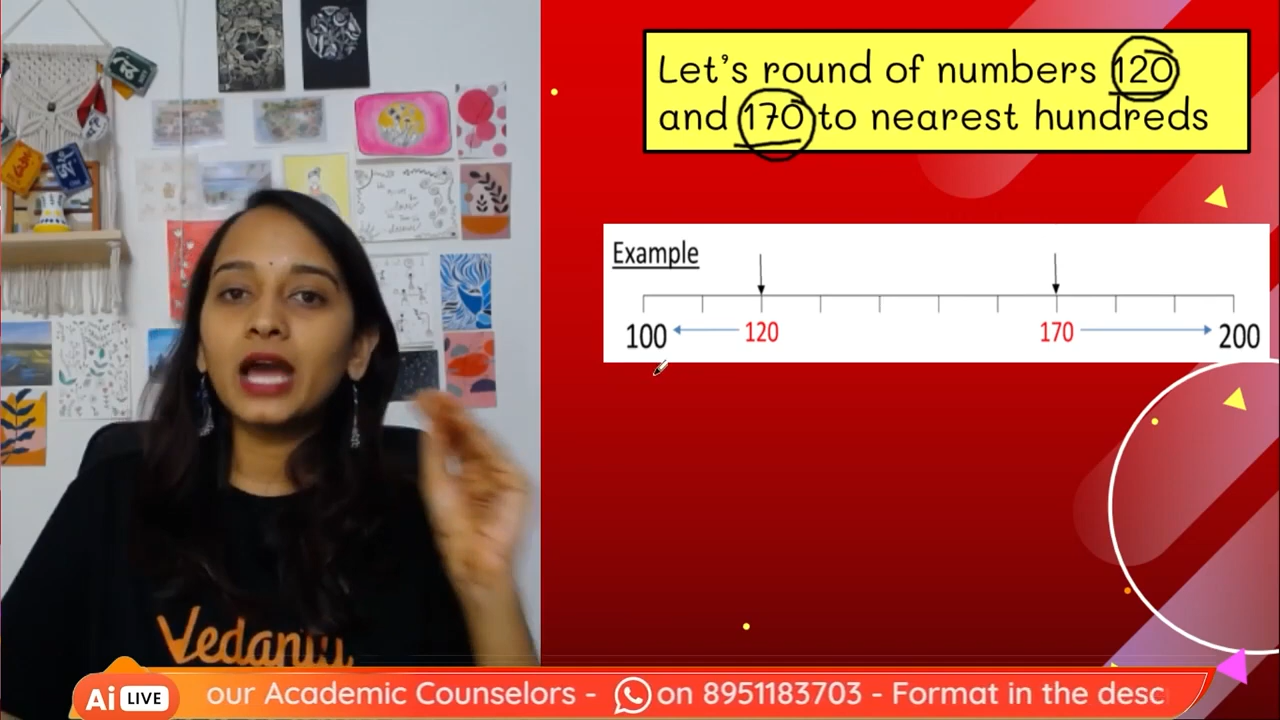 Let's round of numbers 120
and 170 to nearest hundreds
Example
100 120 170 200
Vedantu
Ai LIVE
our Academic Counselors - on 8951183703 - Format in the desc